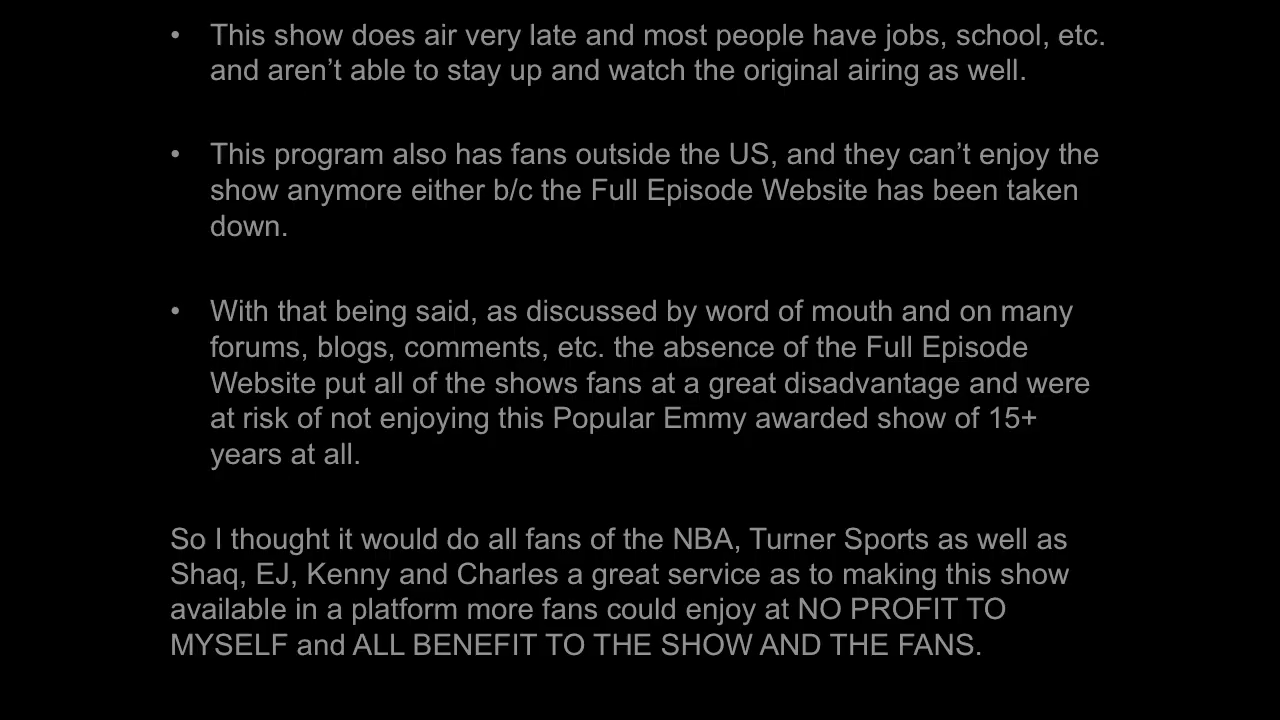 • This show does air very late and most people have jobs, school, etc.
and aren’t able to stay up and watch the original airing as well.
• This program also has fans outside the US, and they can’t enjoy the
show anymore either b/c the Full Episode Website has been taken
down.
• With that being said, as discussed by word of mouth and on many
forums, blogs, comments, etc. the absence of the Full Episode
Website put all of the shows fans at a great disadvantage and were
at risk of not enjoying this Popular Emmy awarded show of 15+
years at all.
So I thought it would do all fans of the NBA, Turner Sports as well as
Shaq, EJ, Kenny and Charles a great service as to making this show
available in a platform more fans could enjoy at NO PROFIT TO
MYSELF and ALL BENEFIT TO THE SHOW AND THE FANS.